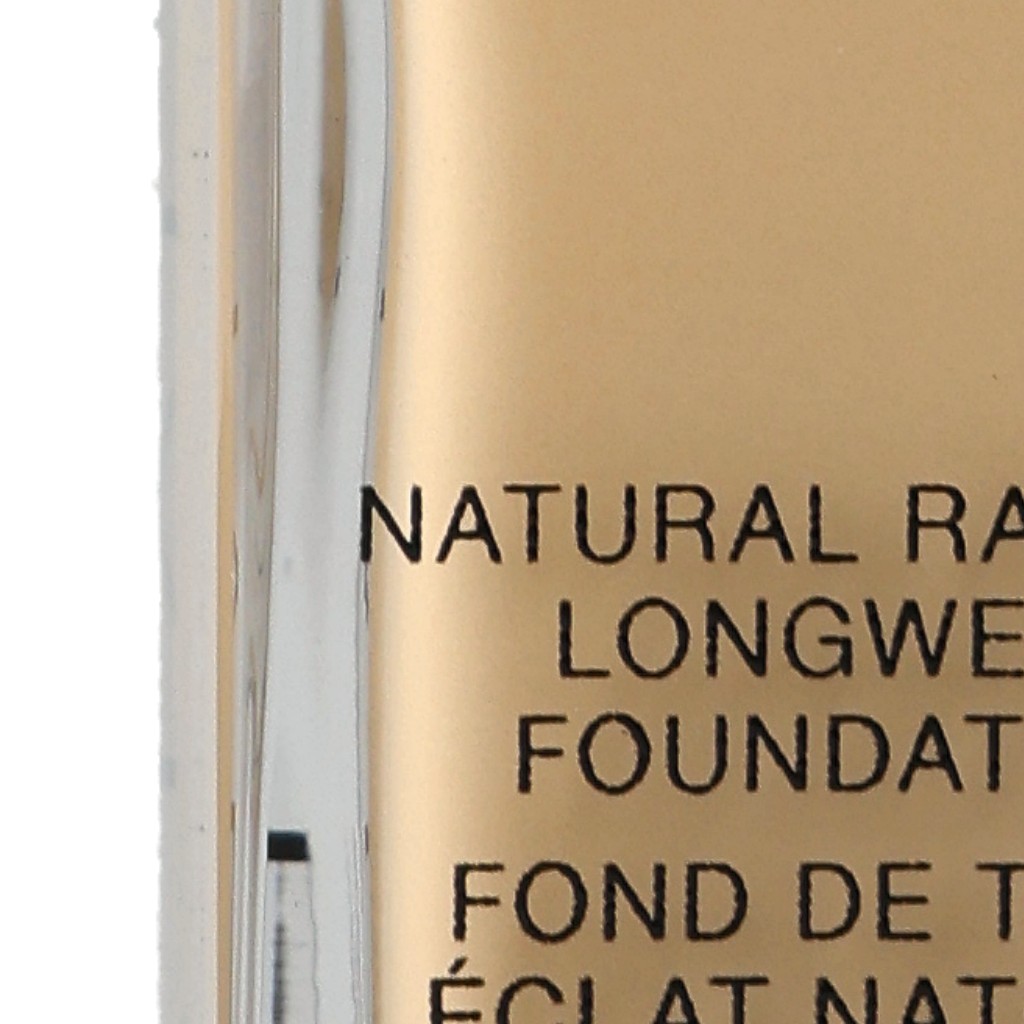 NATURAL RA
LONGWE
FOUNDAT
FOND DE T
ÉCLAT NAT